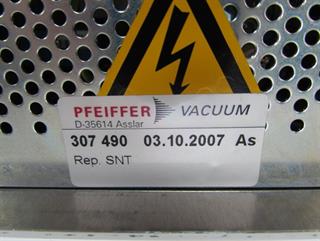 PFEIFFER VACUUM
D-35614 Asslar
307 490 03.10.2007 As
Rep. SNT